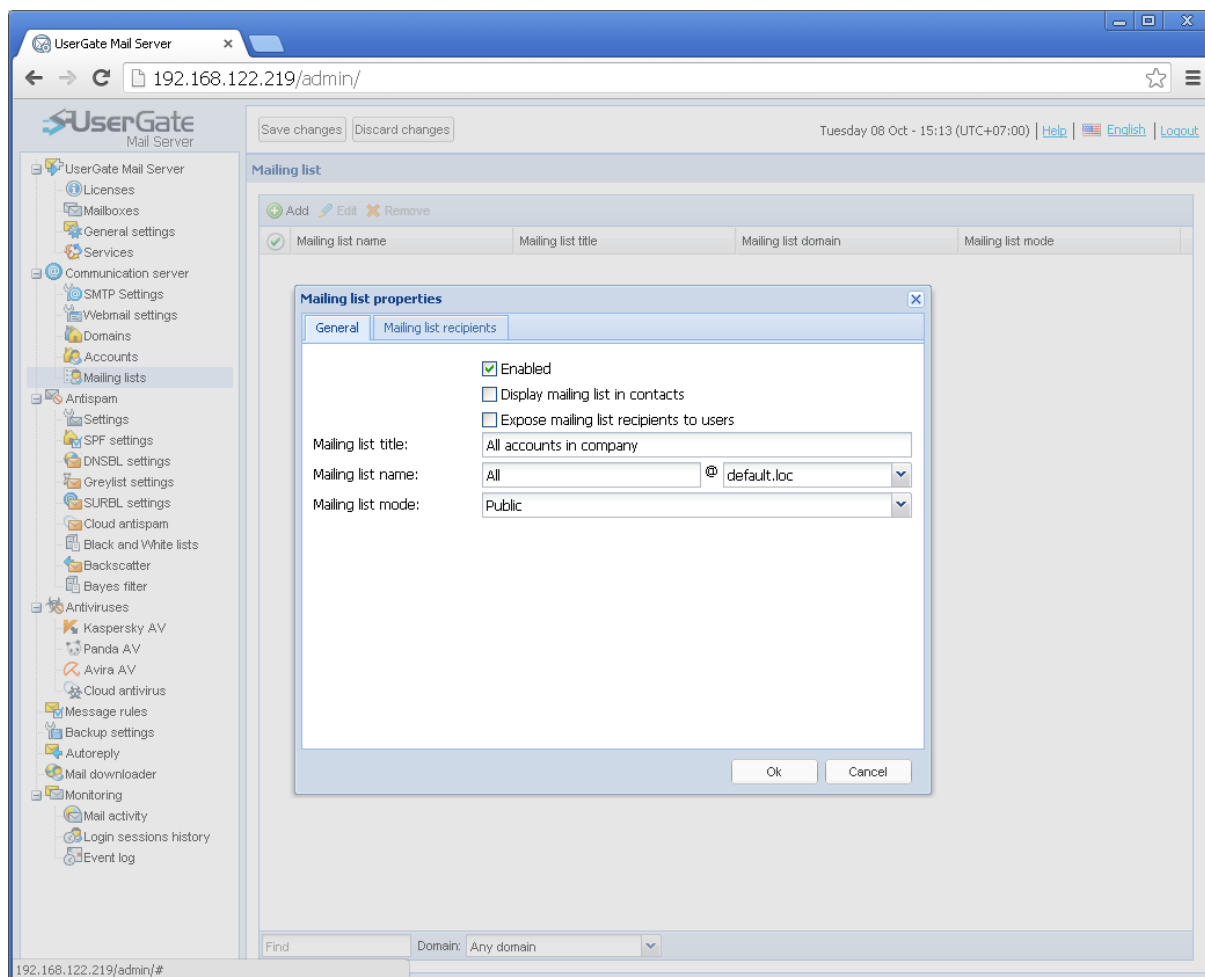 UserGate Mail Server
192.168.122.219/admin/
UserGate
Mail Server
Save changes Discard changes
Tuesday 08 Oct - 15:13 (UTC+07:00) | Help | English | Logout
UserGate Mail Server
Licenses
Mailboxes
General settings
Services
Communication server
SMTP Settings
Webmail settings
Domains
Accounts
Mailing lists
Antispam
Settings
SPF settings
DNSBL settings
Greylist settings
SURBL settings
Cloud antispam
Black and White lists
Backscatter
Bayes filter
Antiviruses
Kaspersky AV
Panda AV
Avira AV
Cloud antivirus
Message rules
Backup settings
Autoreply
Mail downloader
Monitoring
Mail activity
Login sessions history
Event log
Mailing list
Add Edit Remove
Mailing list name Mailing list title Mailing list domain Mailing list mode
Mailing list properties
General Mailing list recipients
Enabled
Display mailing list in contacts
Expose mailing list recipients to users
Mailing list title: All accounts in company
Mailing list name: All @ default.loc
Mailing list mode: Public
Ok Cancel
Find Domain: Any domain
192.168.122.219/admin/#